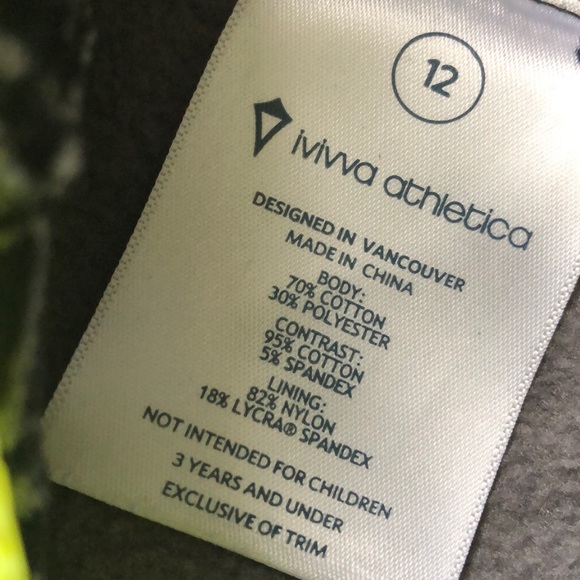 12
ivivva athletica
DESIGNED IN VANCOUVER
MADE IN CHINA
BODY:
70% COTTON
30% POLYESTER
CONTRAST:
95% COTTON
5% SPANDEX
LINING:
82% NYLON
18% LYCRA® SPANDEX
NOT INTENDED FOR CHILDREN
3 YEARS AND UNDER
EXCLUSIVE OF TRIM